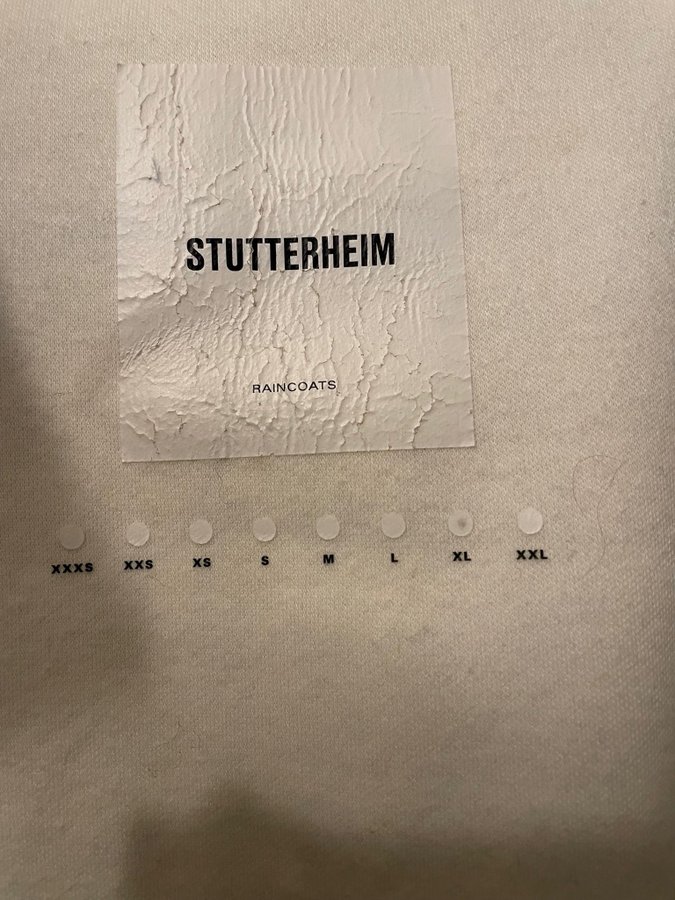 STUTTERHEIM
RAINCOATS
XXXS XXS XS S M L XL XXL